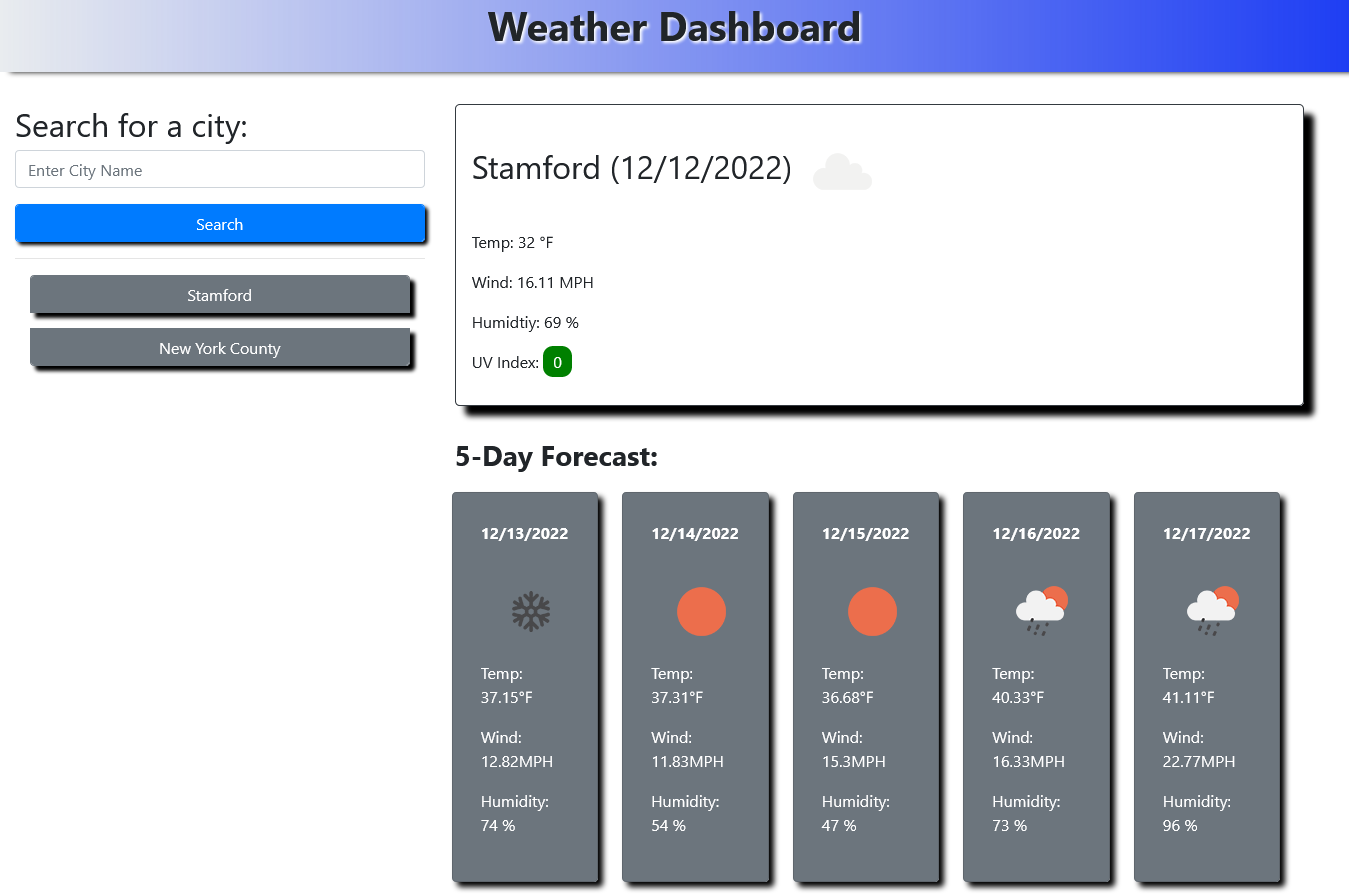 Weather Dashboard
Search for a city:
Enter City Name
Search
Stamford
New York County
Stamford (12/12/2022)
Temp: 32 °F
Wind: 16.11 MPH
Humidtiy: 69 %
UV Index: 0
5-Day Forecast:
12/13/2022
Temp:
37.15°F
Wind:
12.82MPH
Humidity:
74 %
12/14/2022
Temp:
37.31°F
Wind:
11.83MPH
Humidity:
54 %
12/15/2022
Temp:
36.68°F
Wind:
15.3MPH
Humidity:
47 %
12/16/2022
Temp:
40.33°F
Wind:
16.33MPH
Humidity:
73 %
12/17/2022
Temp:
41.11°F
Wind:
22.77MPH
Humidity:
96 %